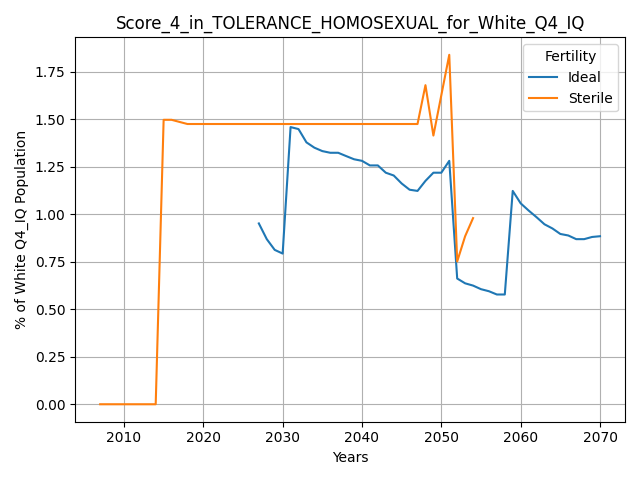 Score_4_in_TOLERANCE_HOMOSEXUAL_for_White_Q4_IQ
Fertility
Ideal
Sterile
1.75
1.50
1.25
1.00
0.75
0.50
0.25
0.00
% of White Q4_IQ Population
2010 2020 2030 2040 2050 2060 2070
Years